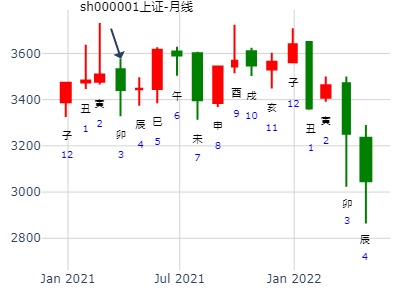 sh000001上证-月线
3600
3400
3200
3000
2800
子
12
丑
1
寅
2
卯
3
辰
4
巳
5
午
6
未
7
申
8
酉
9
戌
10
亥
11
子
12
丑
1
寅
2
卯
3
辰
4
Jan 2021
Jul 2021
Jan 2022